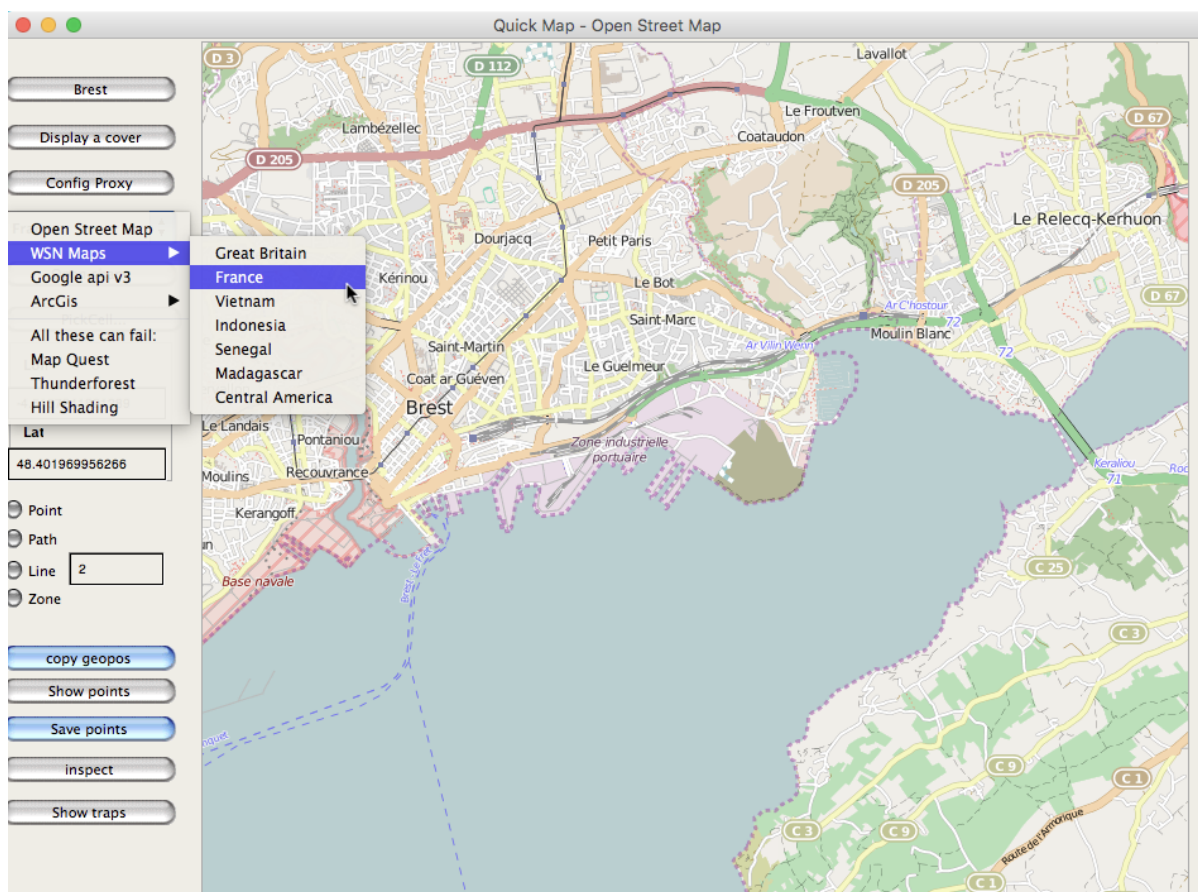 Quick Map - Open Street Map
Brest
Display a cover
Config Proxy
Open Street Map
WSN Maps
Google api v3
ArcGis
All these can fail:
Map Quest
Thunderforest
Hill Shading
Great Britain
France
Vietnam
Indonesia
Senegal
Madagascar
Central America
Lat
48.401969956266
Point
Path
Line
2
Zone
copy geopos
Show points
Save points
inspect
Show traps
D 3
D 112
Lavallot
Lambézellec
Le Froutven
Coataudon
D 67
D 205
D 205
Le Relecq-Kerhuon
Dourjacq
Petit Paris
Kérinou
Le Bot
D 67
Ar C'hostour
72
Saint-Marc
Moulin Blanc
Saint-Martin
Ar Vilin Wenn
72
Le Guelmeur
Coat ar Guéven
Brest
Le Landais
Pontaniou
Zone industrielle
portuaire
Moulins
Recouvrance
Keraliou
71
Kerangoff
Base navale
Brest - Le Fret
C 25
C 3
C 9
C 1
C 3
C 9
Route de l'Armorique
C 1